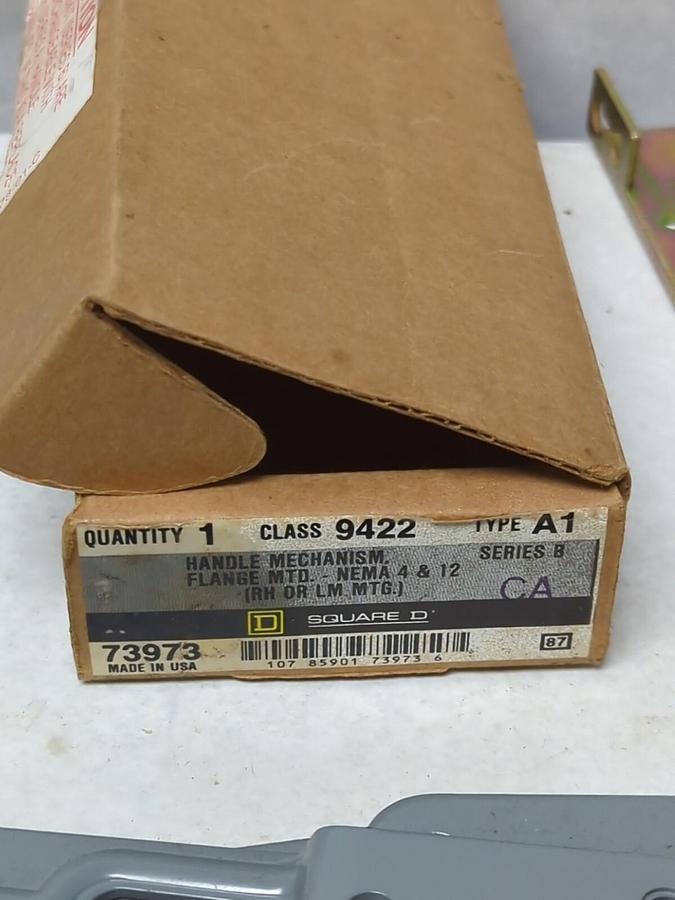 QUANTITY 1 CLASS 9422 TYPE A1
HANDLE MECHANISM SERIES B
FLANGE MTD. - NEMA 4 & 12
(RH OR LM MTG.) CA
D SQUARE D
73973 87
MADE IN USA 107 85901 73973 6